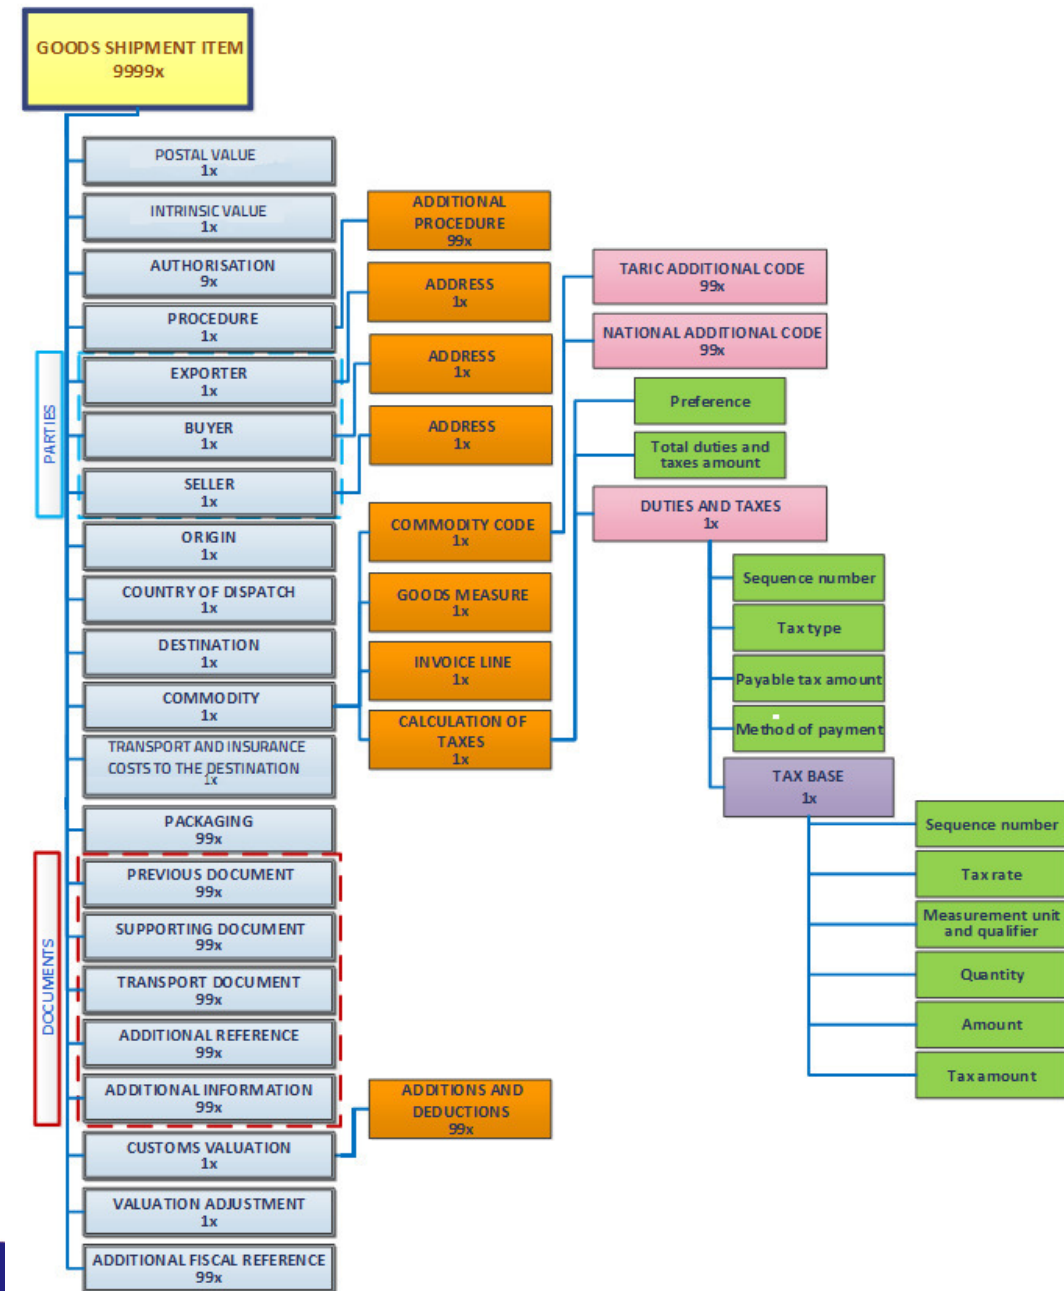 GOODS SHIPMENT ITEM
9999x
POSTAL VALUE
1x
INTRINSIC VALUE
1x
AUTHORISATION
9x
PROCEDURE
1x
PARTIES
EXPORTER
1x
BUYER
1x
SELLER
1x
ORIGIN
1x
COUNTRY OF DISPATCH
1x
DESTINATION
1x
COMMODITY
1x
TRANSPORT AND INSURANCE
COSTS TO THE DESTINATION
1x
PACKAGING
99x
DOCUMENTS
PREVIOUS DOCUMENT
99x
SUPPORTING DOCUMENT
99x
TRANSPORT DOCUMENT
99x
ADDITIONAL REFERENCE
99x
ADDITIONAL INFORMATION
99x
CUSTOMS VALUATION
1x
VALUATION ADJUSTMENT
1x
ADDITIONAL FISCAL REFERENCE
99x
ADDITIONAL
PROCEDURE
99x
ADDRESS
1x
ADDRESS
1x
ADDRESS
1x
COMMODITY CODE
1x
GOODS MEASURE
1x
INVOICE LINE
1x
CALCULATION OF
TAXES
1x
ADDITIONS AND
DEDUCTIONS
99x
TARIC ADDITIONAL CODE
99x
NATIONAL ADDITIONAL CODE
99x
Preference
Total duties and
taxes amount
DUTIES AND TAXES
1x
Sequence number
Tax type
Payable tax amount
Method of payment
TAX BASE
1x
Sequence number
Tax rate
Measurement unit
and qualifier
Quantity
Amount
Tax amount